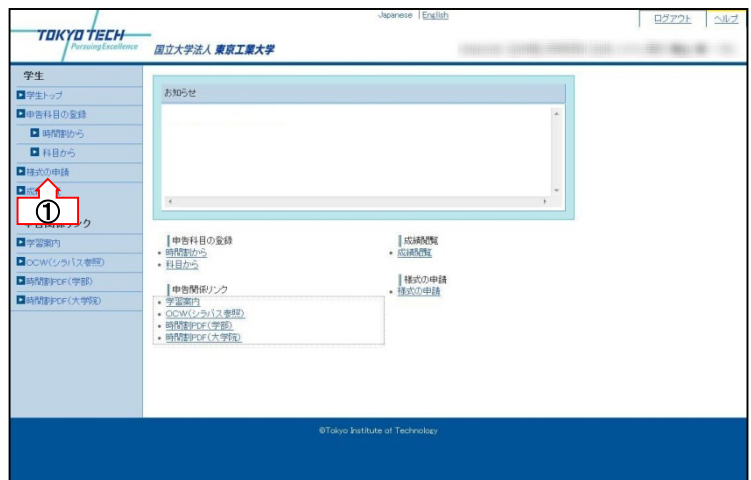 Japanese | English
ログアウト
ヘルプ
TOKYO TECH
Pursuing Excellence
国立大学法人 東京工業大学
学生
学生トップ
申告科目の登録
時間割から
科目から
様式の申請
①
学習案内
OCW(シラバス参照)
時間割PDF(学部)
時間割PDF(大学院)
お知らせ
申告科目の登録
・時間割から
・科目から
申告関係リンク
・学習案内
・OCW(シラバス参照)
・時間割PDF(学部)
・時間割PDF(大学院)
成績閲覧
・成績閲覧
様式の申請
・様式の申請
©Tokyo Institute of Technology